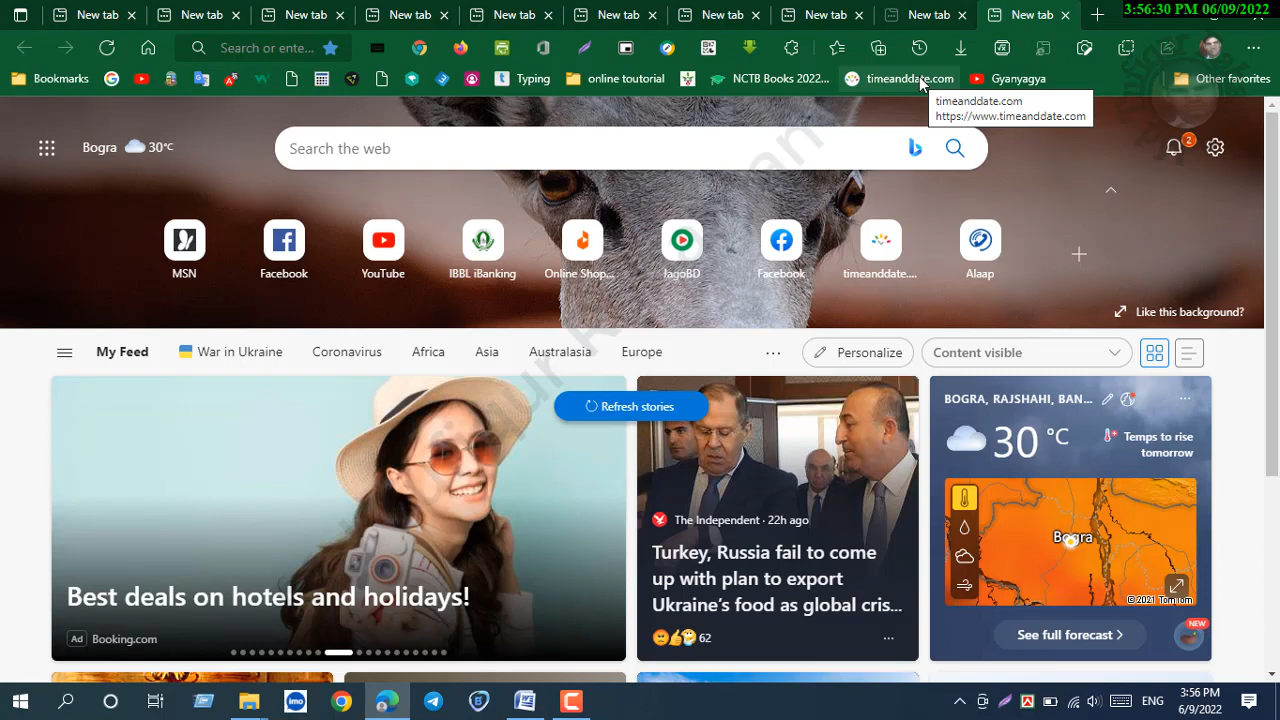 New tab
New tab
New tab
New tab
New tab
New tab
New tab
New tab
New tab
New tab
3:56:30 PM 06/09/2022
Search or ente...
Bookmarks
Typing
online toutorial
NCTB Books 2022...
timeanddate.com
Gyanyagya
Other favorites
timeanddate.com
https://www.timeanddate.com
Bogra 30°C
Search the web
2
MSN
Facebook
YouTube
IBBL iBanking
Online Shop...
JagoBD
Facebook
timeanddate....
Alaap
Like this background?
My Feed
War in Ukraine
Coronavirus
Africa
Asia
Australasia
Europe
Personalize
Content visible
Refresh stories
Best deals on hotels and holidays!
Ad Booking.com
The Independent · 22h ago
Turkey, Russia fail to come
up with plan to export
Ukraine's food as global cris...
62
BOGRA, RAJSHAHI, BAN...
30 °C
Temps to rise
tomorrow
Bogra
© 2021 TomTom
See full forecast
NEW
imo
ENG
3:56 PM
6/9/2022